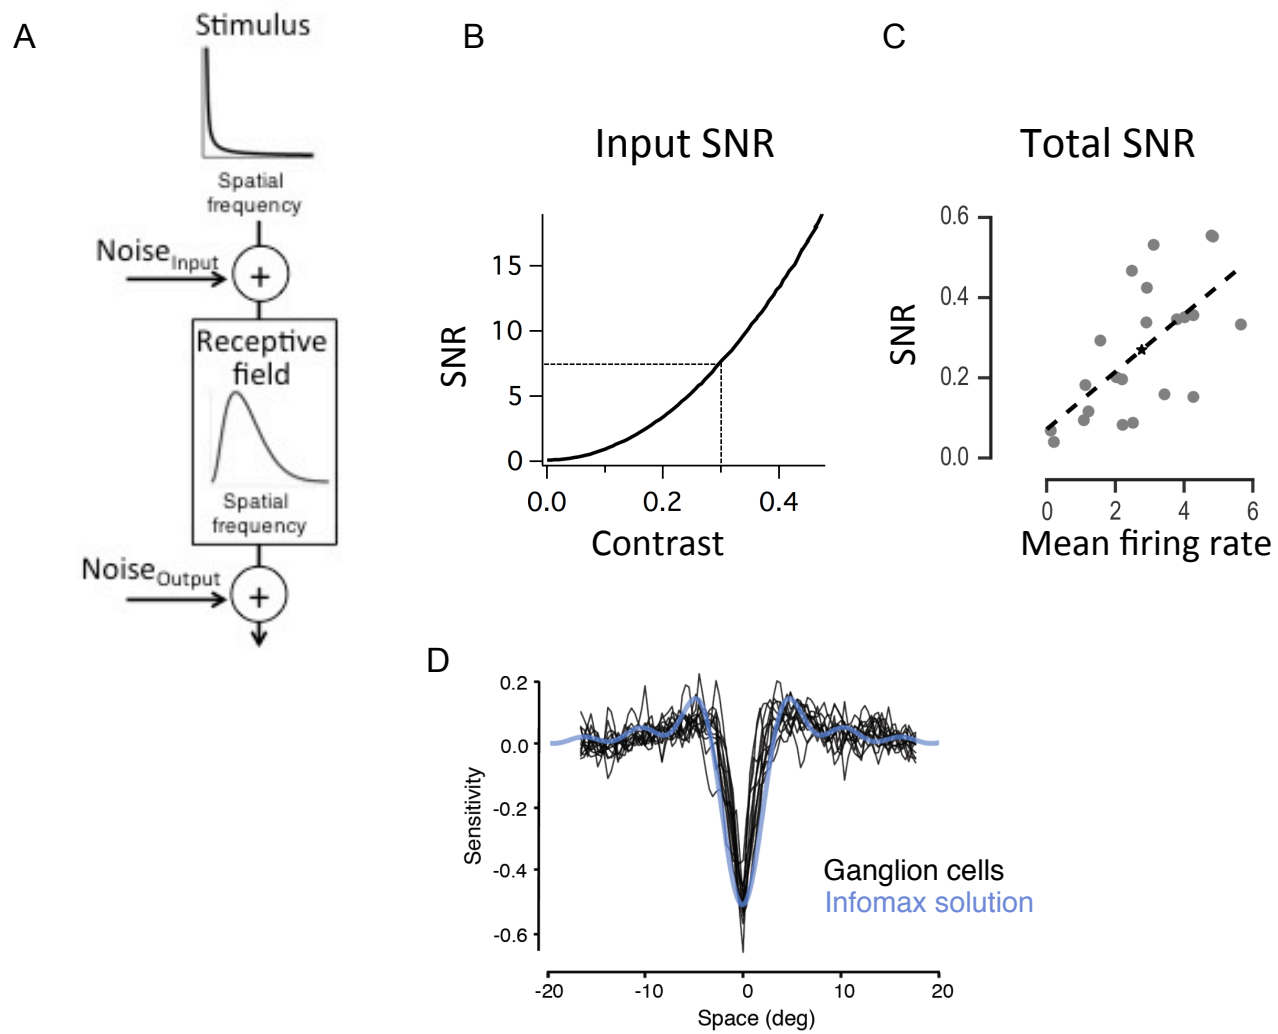 A
Stimulus
Spatial
frequency
Noise Input
+
Receptive
field
Spatial
frequency
Noise Output
+
B
Input SNR
SNR
15
10
5
0
0.0 0.2 0.4
Contrast
C
Total SNR
SNR
0.6
0.4
0.2
0.0
0 2 4 6
Mean firing rate
D
Sensitivity
0.2
0.0
-0.2
-0.4
-0.6
Ganglion cells
Infomax solution
-20 -10 0 10 20
Space (deg)